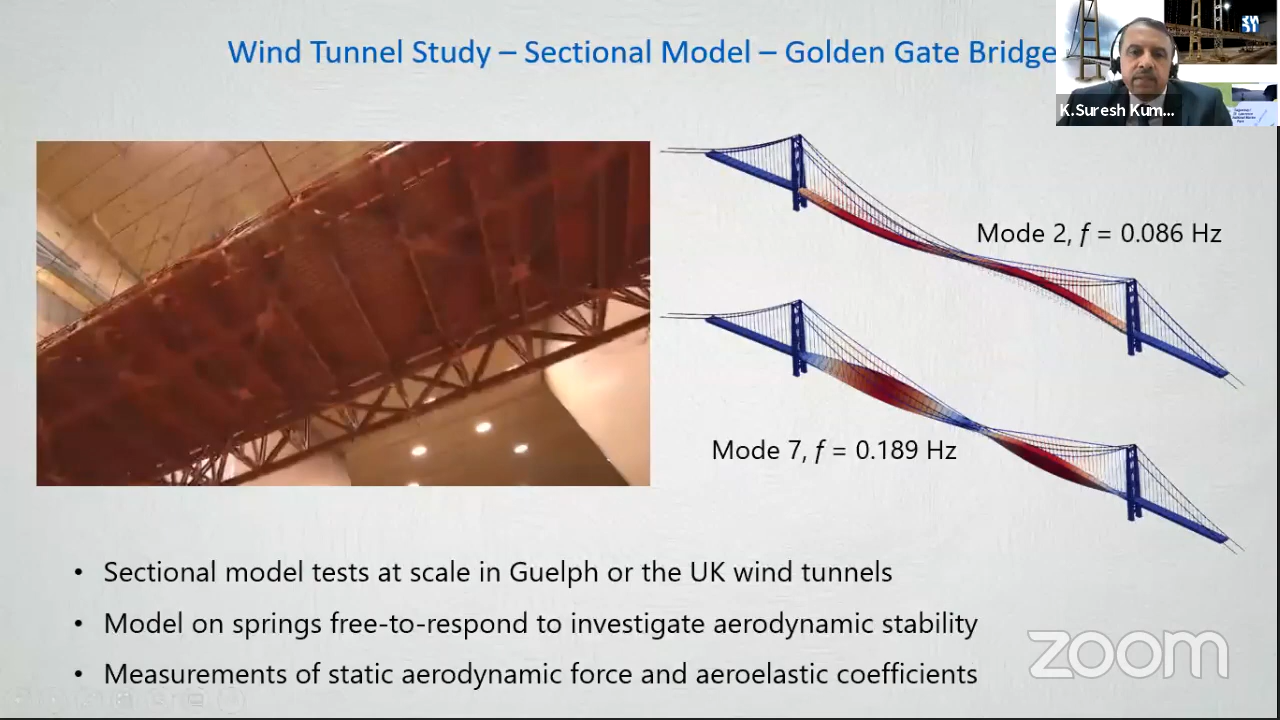 Wind Tunnel Study – Sectional Model – Golden Gate Bridge
K.Suresh Kum...
Mode 2, f = 0.086 Hz
Mode 7, f = 0.189 Hz
• Sectional model tests at scale in Guelph or the UK wind tunnels
• Model on springs free-to-respond to investigate aerodynamic stability
• Measurements of static aerodynamic force and aeroelastic coefficients
zoom